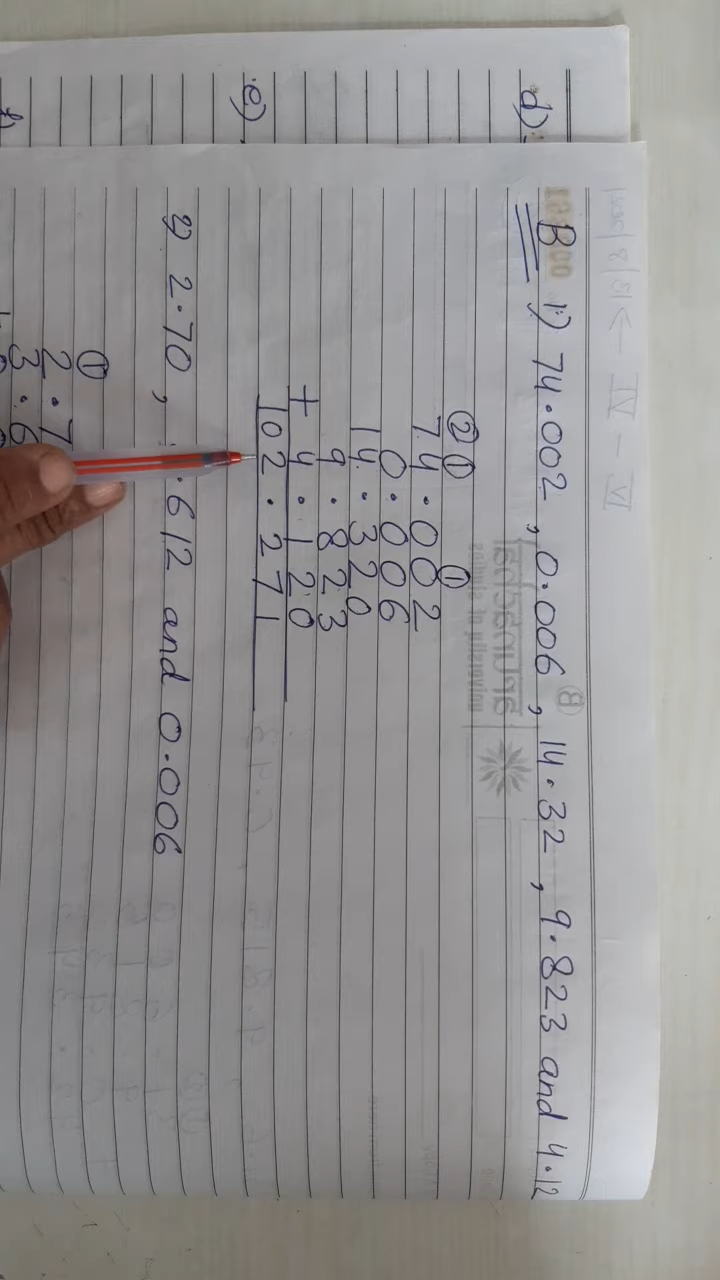 d)
e)
B 1) 74.002 , 0.006 , 14.32 , 9.823 and 4.12
② ① ①
74.002
0.006
14.320
9.823
+ 4.120
102.271
2) 2.70 , .612 and 0.006
①
2.7
3.6